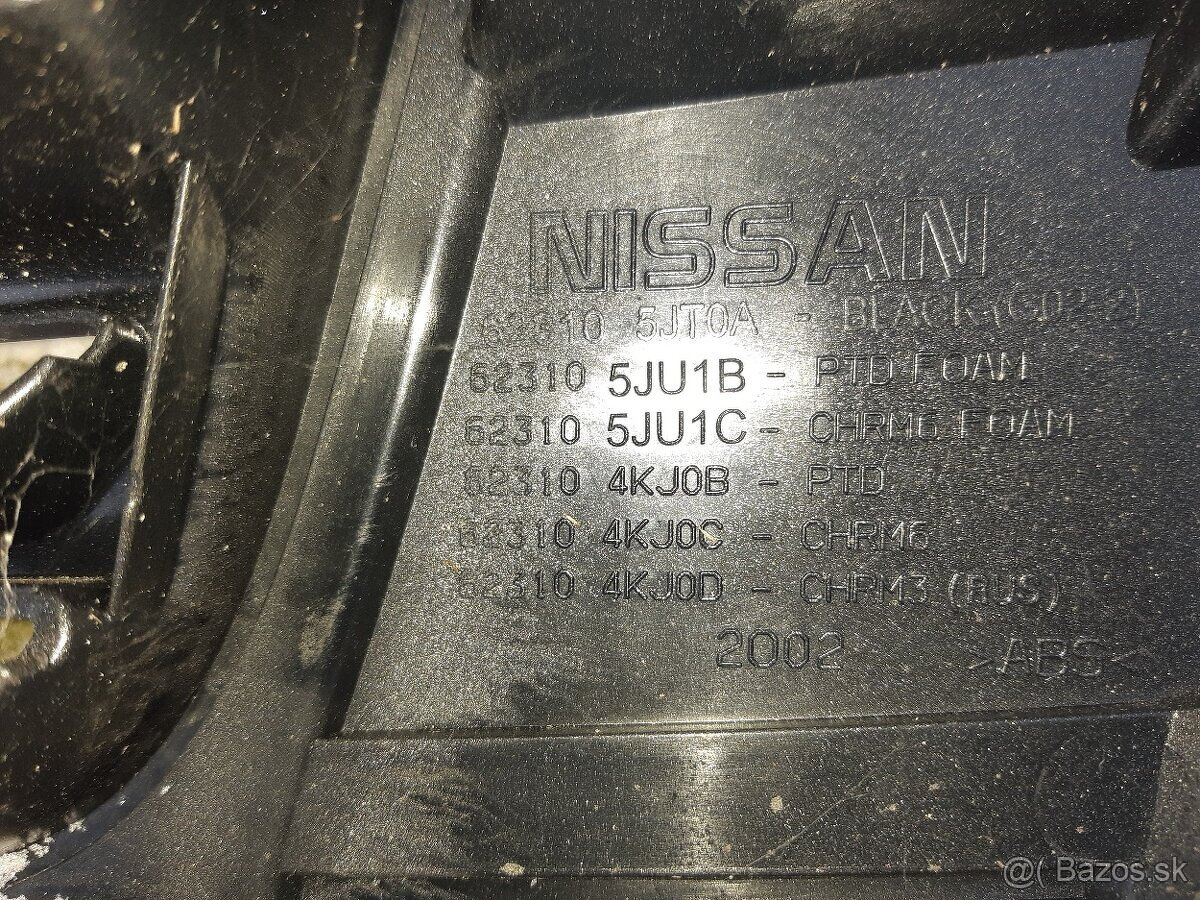 NISSAN
62310 5JT0A - BLACK (G02-2)
62310 5JU1B - PTD FOAM
62310 5JU1C - CHRM6 FOAM
62310 4KJ0B - PTD
62310 4KJ0C - CHRM6
62310 4KJ0D - CHRM3 (RUS)
2002 >ABS<
@( Bazos.sk